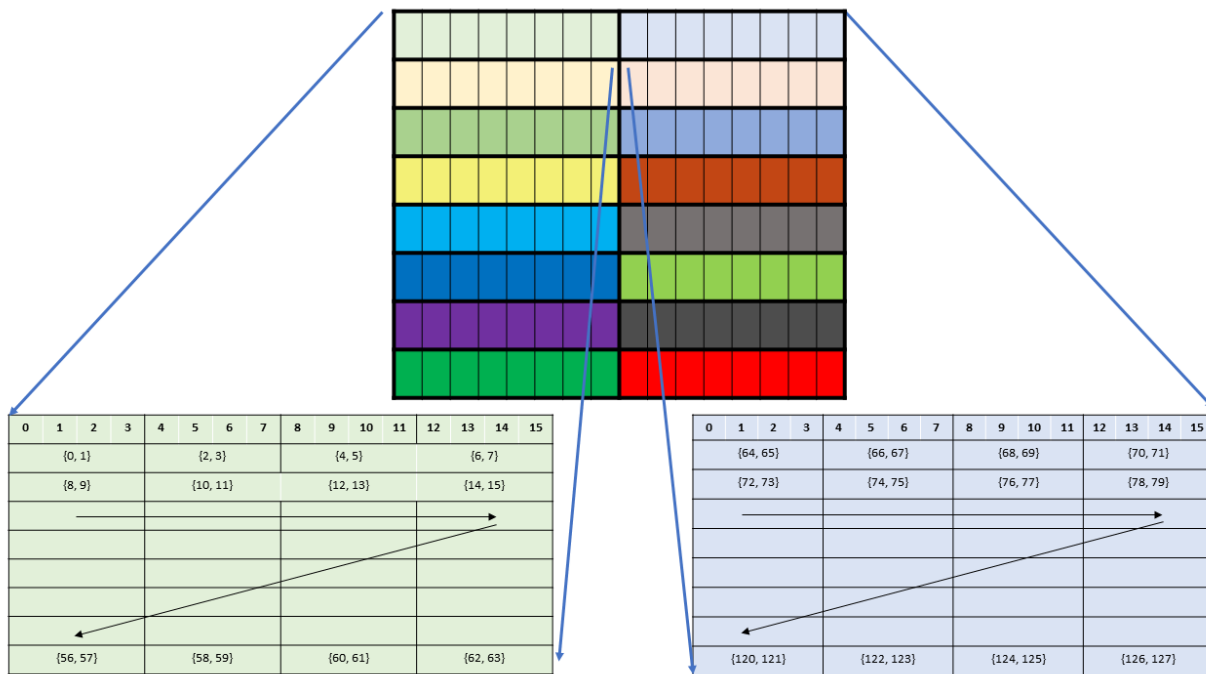 0 1 2 3 4 5 6 7 8 9 10 11 12 13 14 15
{0, 1} {2, 3} {4, 5} {6, 7}
{8, 9} {10, 11} {12, 13} {14, 15}
{56, 57} {58, 59} {60, 61} {62, 63}
0 1 2 3 4 5 6 7 8 9 10 11 12 13 14 15
{64, 65} {66, 67} {68, 69} {70, 71}
{72, 73} {74, 75} {76, 77} {78, 79}
{120, 121} {122, 123} {124, 125} {126, 127}